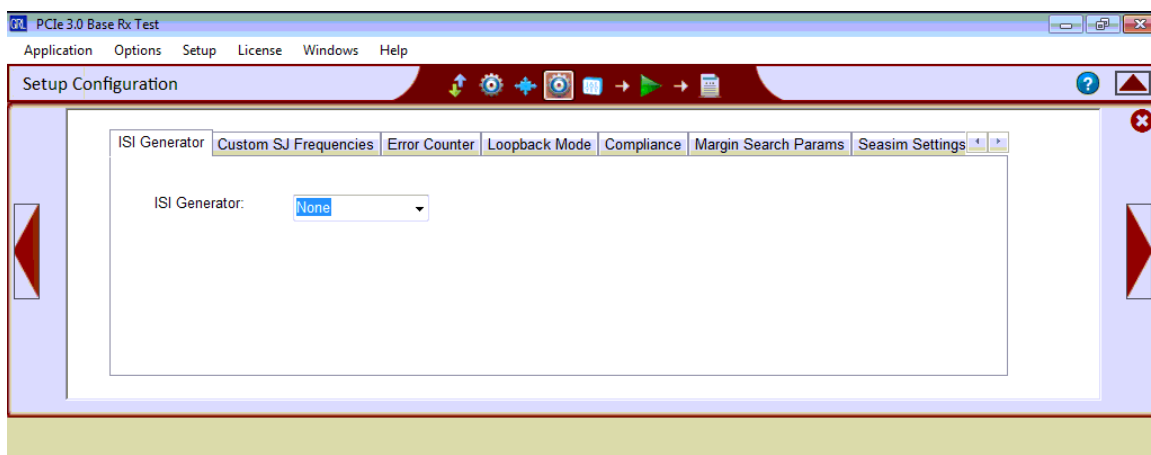 GRL PCIe 3.0 Base Rx Test
Application Options Setup License Windows Help
Setup Configuration
ISI Generator Custom SJ Frequencies Error Counter Loopback Mode Compliance Margin Search Params Seasim Settings
ISI Generator: None